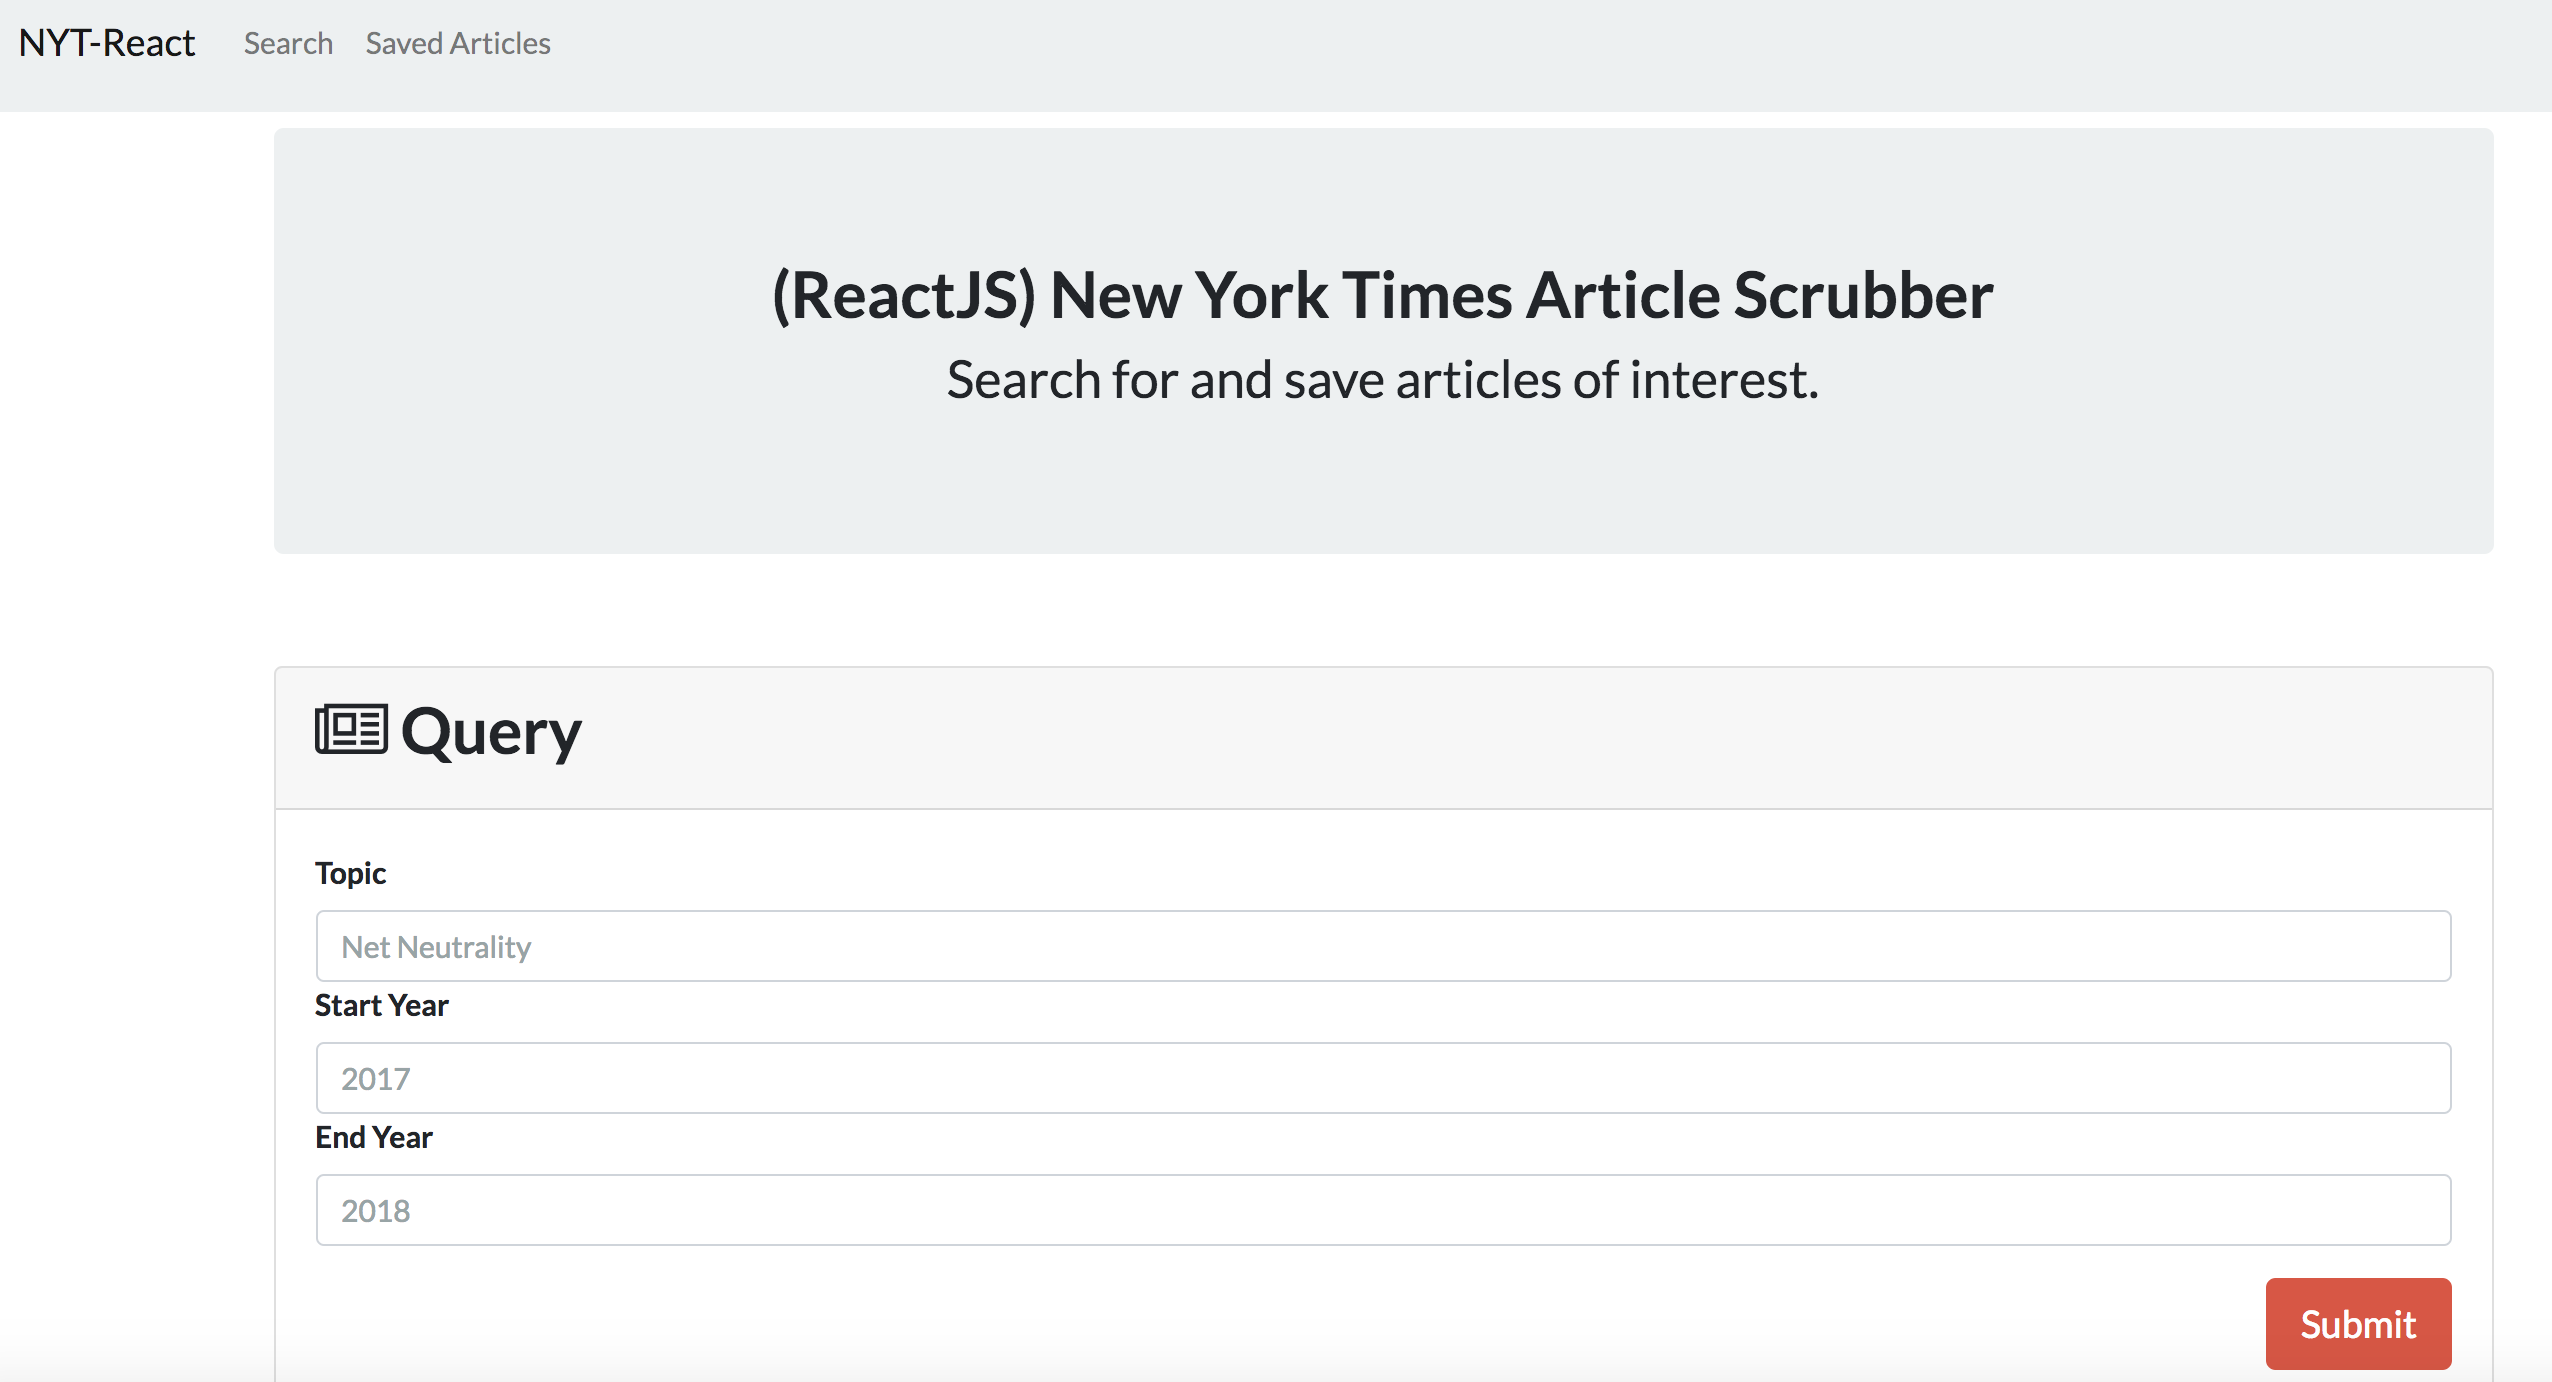 NYT-React Search Saved Articles
(ReactJS) New York Times Article Scrubber
Search for and save articles of interest.
Query
Topic
Net Neutrality
Start Year
2017
End Year
2018
Submit